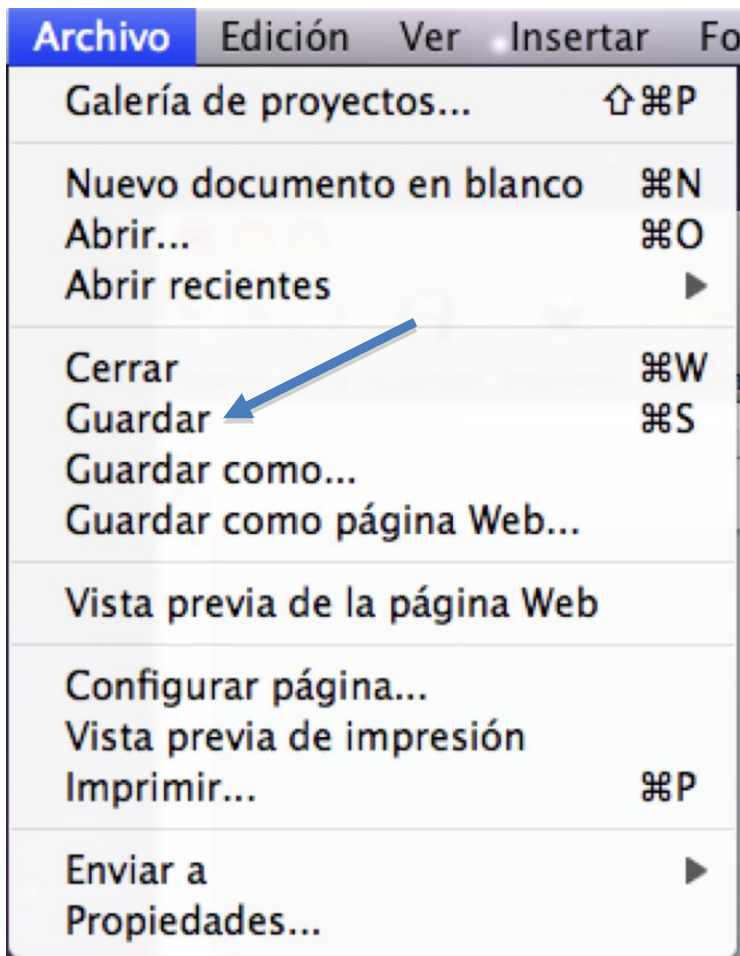 Archivo Edición Ver Insertar Fo
Galería de proyectos... ⇧⌘P
Nuevo documento en blanco ⌘N
Abrir... ⌘O
Abrir recientes ▶
Cerrar ⌘W
Guardar ⌘S
Guardar como...
Guardar como página Web...
Vista previa de la página Web
Configurar página...
Vista previa de impresión
Imprimir... ⌘P
Enviar a ▶
Propiedades...